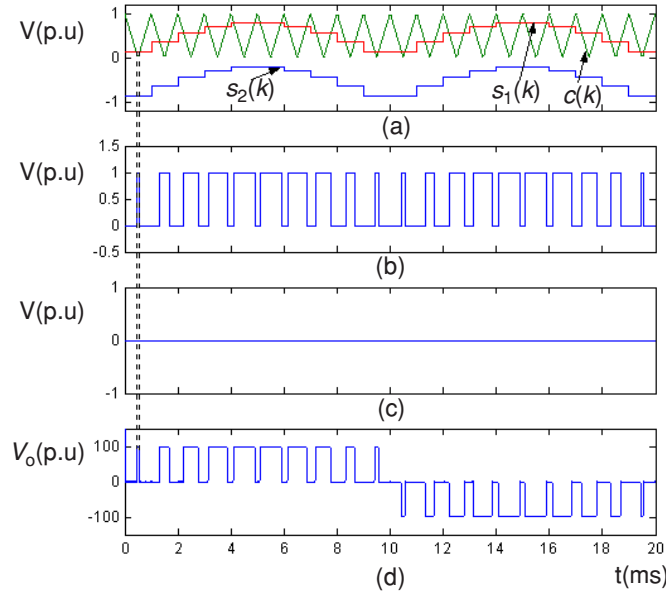 V(p.u)
1
0
-1
s2(k)
s1(k)
c(k)
(a)
V(p.u)
1.5
1
0.5
0
-0.5
(b)
V(p.u)
1
0
-1
(c)
Vo(p.u)
100
0
-100
0 2 4 6 8 10 12 14 16 18 20
(d)
t(ms)